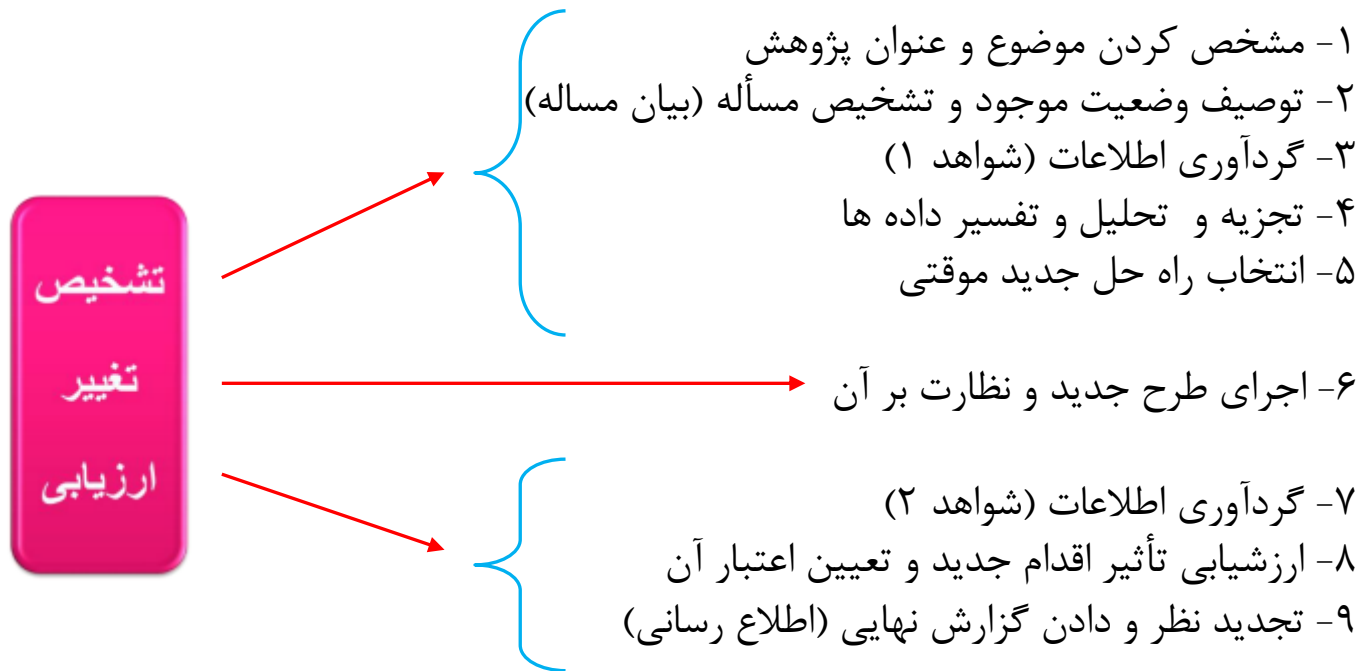 ۱- مشخص کردن موضوع و عنوان پژوهش
۲- توصیف وضعیت موجود و تشخیص مسأله (بیان مساله)
۳- گردآوری اطلاعات (شواهد ۱)
۴- تجزیه و تحلیل و تفسیر داده ها
۵- انتخاب راه حل جدید موقتی
۶- اجرای طرح جدید و نظارت بر آن
۷- گردآوری اطلاعات (شواهد ۲)
۸- ارزشیابی تأثیر اقدام جدید و تعیین اعتبار آن
۹- تجدید نظر و دادن گزارش نهایی (اطلاع رسانی)
تشخیص
تغییر
ارزیابی